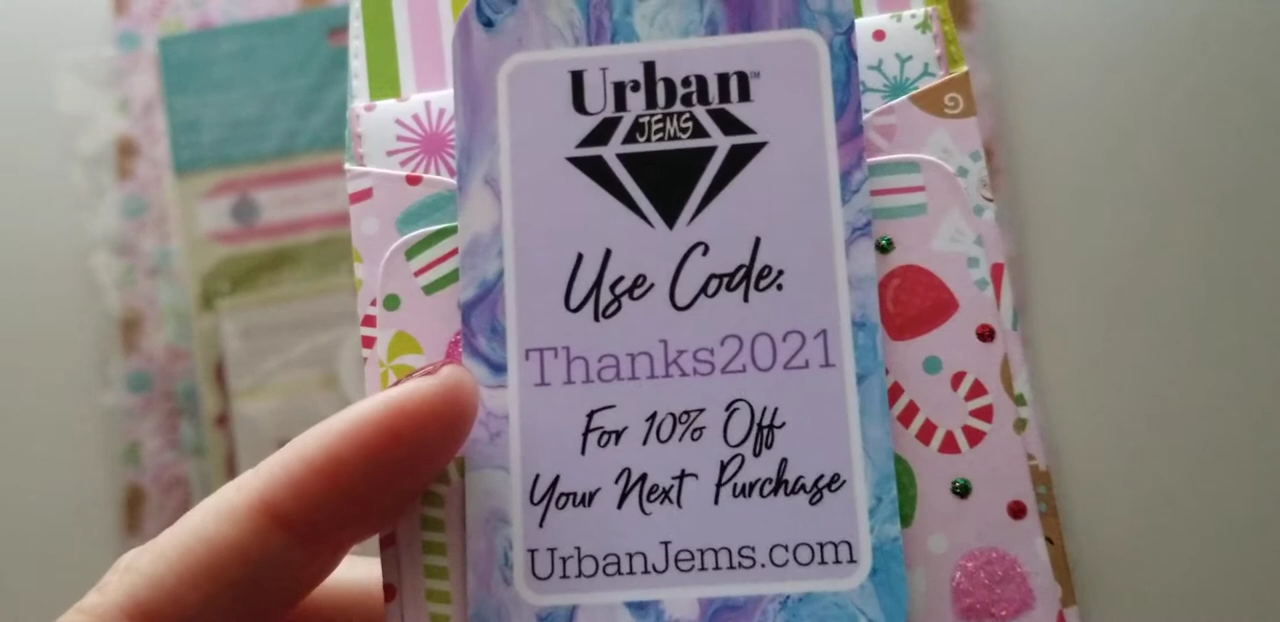 Urban™
JEMS
Use Code:
Thanks2021
For 10% Off
Your Next Purchase
UrbanJems.com